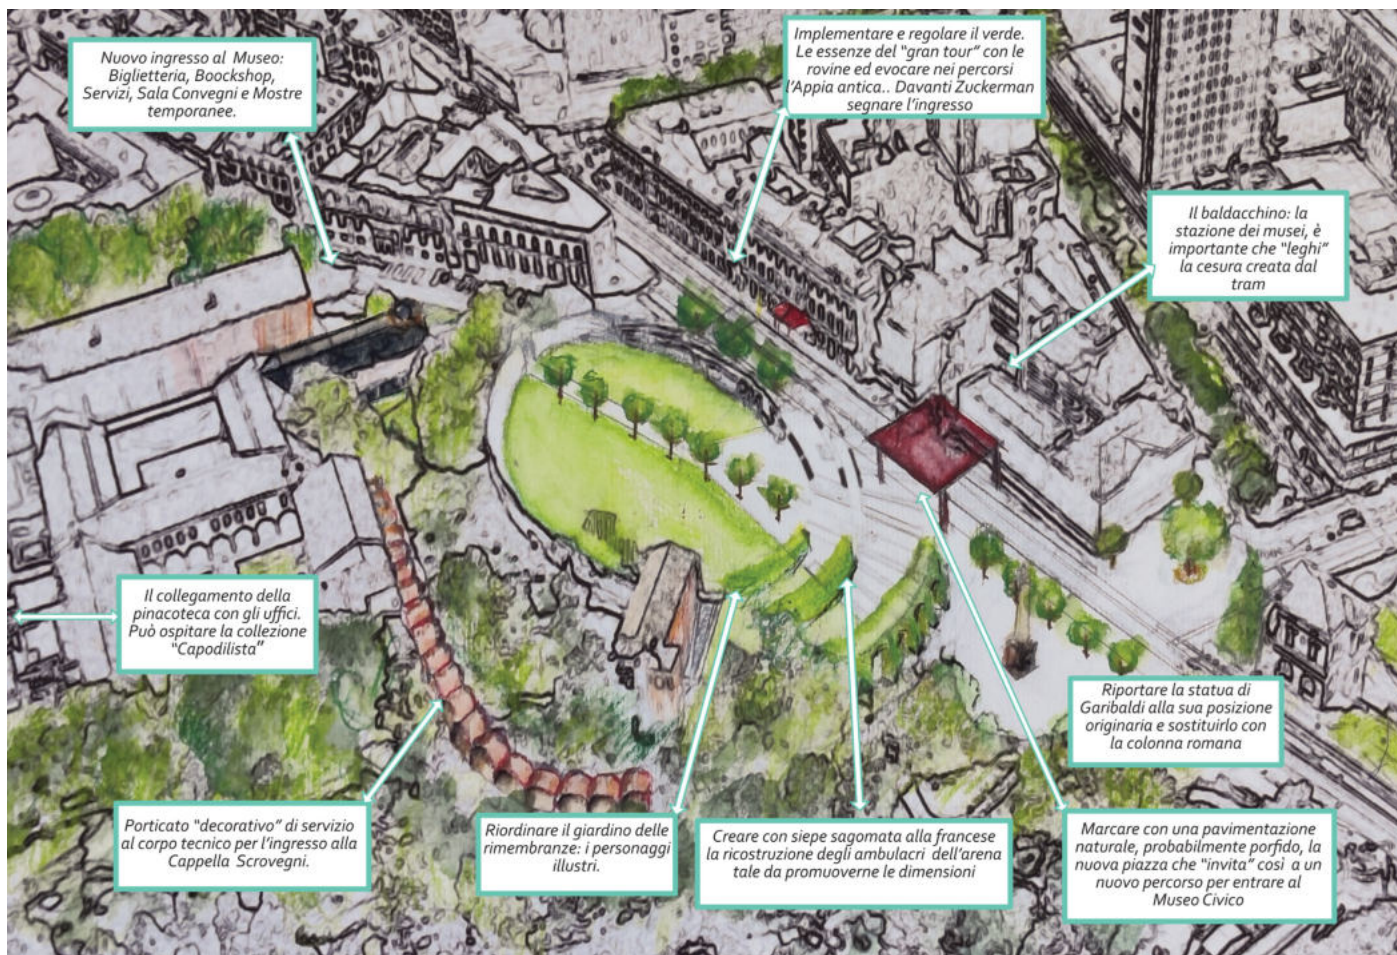 Nuovo ingresso al Museo:
Biglietteria, Boockshop,
Servizi, Sala Convegni e Mostre
temporanee.
Implementare e regolare il verde.
Le essenze del "gran tour" con le
rovine ed evocare nei percorsi
l'Appia antica.. Davanti Zuckerman
segnare l'ingresso
Il baldacchino: la
stazione dei musei, è
importante che "leghi"
la cesura creata dal
tram
Il collegamento della
pinacoteca con gli uffici.
Può ospitare la collezione
"Capodilista"
Riportare la statua di
Garibaldi alla sua posizione
originaria e sostituirlo con
la colonna romana
Porticato "decorativo" di servizio
al corpo tecnico per l'ingresso alla
Cappella Scrovegni.
Riordinare il giardino delle
rimembranze: i personaggi
illustri.
Creare con siepe sagomata alla francese
la ricostruzione degli ambulacri dell'arena
tale da promuoverne le dimensioni
Marcare con una pavimentazione
naturale, probabilmente porfido, la
nuova piazza che "invita" così a un
nuovo percorso per entrare al
Museo Civico